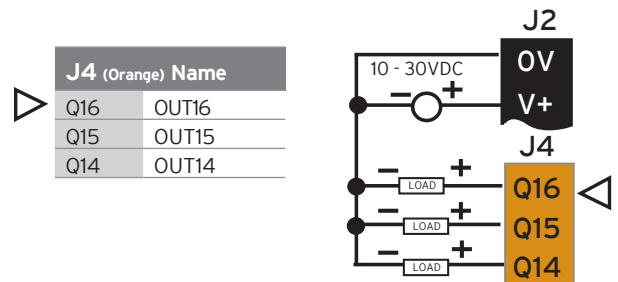 J4 (Orange) Name
Q16 OUT16
Q15 OUT15
Q14 OUT14
J2
10 - 30VDC
0V
− +
V+
J4
− +
LOAD
Q16
− +
LOAD
Q15
− +
LOAD
Q14